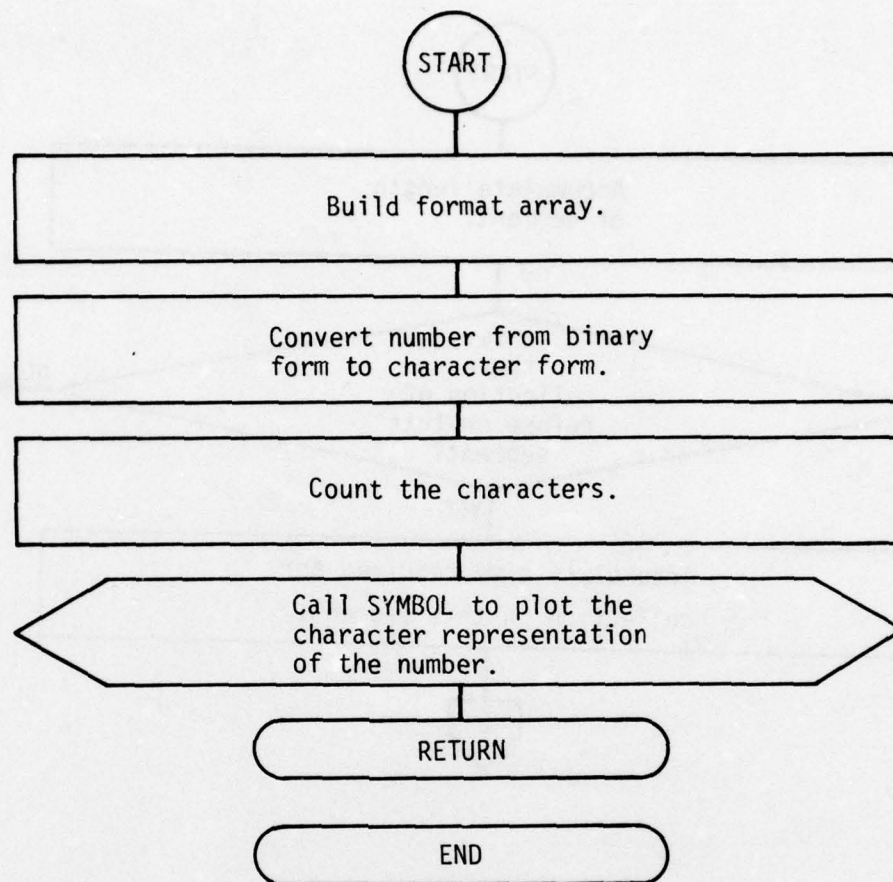 START
Build format array.
Convert number from binary
form to character form.
Count the characters.
Call SYMBOL to plot the
character representation
of the number.
RETURN
END